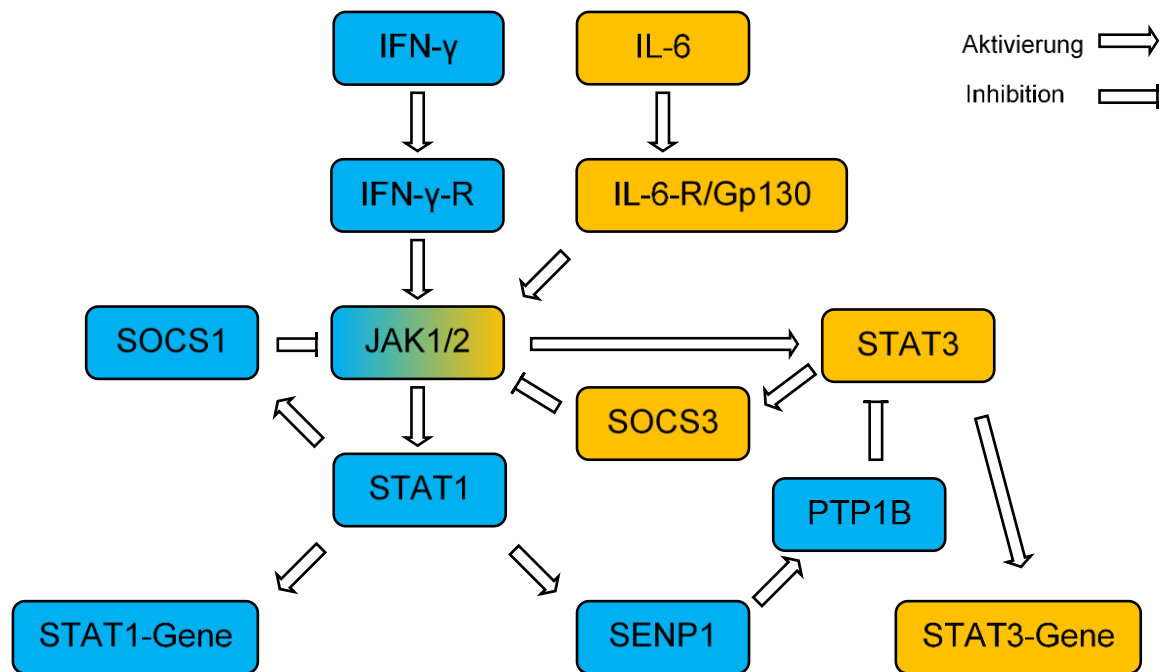 IFN-γ
IL-6
Aktivierung
Inhibition
IFN-γ-R
IL-6-R/Gp130
SOCS1
JAK1/2
STAT3
SOCS3
STAT1
PTP1B
STAT1-Gene
SENP1
STAT3-Gene